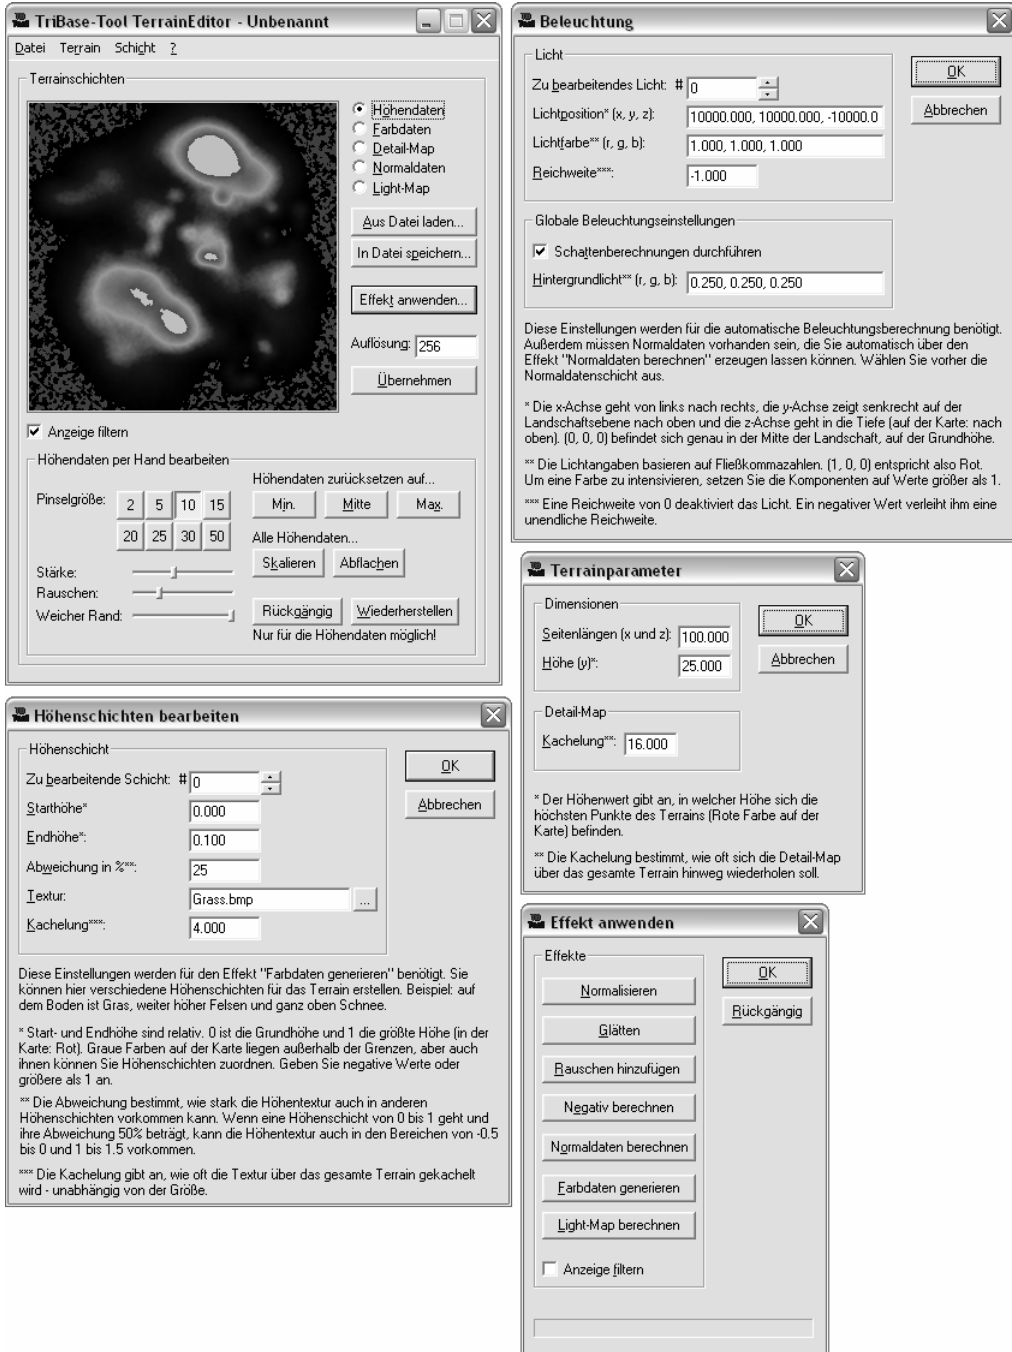 TriBase-Tool TerrainEditor - Unbenannt
Datei Terrain Schicht ?
Terrainschichten
Höhendaten
Farbdaten
Detail-Map
Normaldaten
Light-Map
Aus Datei laden...
In Datei speichern...
Effekt anwenden...
Auflösung: 256
Übernehmen
Anzeige filtern
Höhendaten per Hand bearbeiten
Pinselgröße:
2 5 10 15
20 25 30 50
Höhendaten zurücksetzen auf...
Min. Mitte Max.
Alle Höhendaten...
Skalieren Abflachen
Stärke:
Rauschen:
Weicher Rand:
Rückgängig Wiederherstellen
Nur für die Höhendaten möglich!
Beleuchtung
Licht
Zu bearbeitendes Licht: # 0
Lichtposition* (x, y, z): 10000.000, 10000.000, -10000.0
Lichtfarbe** (r, g, b): 1.000, 1.000, 1.000
Reichweite***: -1.000
OK
Abbrechen
Globale Beleuchtungseinstellungen
Schattenberechnungen durchführen
Hintergrundlicht** (r, g, b): 0.250, 0.250, 0.250
Diese Einstellungen werden für die automatische Beleuchtungsberechnung benötigt.
Außerdem müssen Normaldaten vorhanden sein, die Sie automatisch über den
Effekt "Normaldaten berechnen" erzeugen lassen können. Wählen Sie vorher die
Normaldatenschicht aus.
* Die x-Achse geht von links nach rechts, die y-Achse zeigt senkrecht auf der
Landschaftsebene nach oben und die z-Achse geht in die Tiefe (auf der Karte: nach
oben). (0, 0, 0) befindet sich genau in der Mitte der Landschaft, auf der Grundhöhe.
** Die Lichtangaben basieren auf Fließkommazahlen. (1, 0, 0) entspricht also Rot.
Um eine Farbe zu intensivieren, setzen Sie die Komponenten auf Werte größer als 1.
*** Eine Reichweite von 0 deaktiviert das Licht. Ein negativer Wert verleiht ihm eine
unendliche Reichweite.
Terrainparameter
Dimensionen
Seitenlängen (x und z): 100.000
Höhe (y)*: 25.000
OK
Abbrechen
Detail-Map
Kachelung**: 16.000
* Der Höhenwert gibt an, in welcher Höhe sich die
höchsten Punkte des Terrains (Rote Farbe auf der
Karte) befinden.
** Die Kachelung bestimmt, wie oft sich die Detail-Map
über das gesamte Terrain hinweg wiederholen soll.
Höhenschichten bearbeiten
Höhenschicht
Zu bearbeitende Schicht: # 0
Starthöhe* 0.000
Endhöhe*: 0.100
Abweichung in %**: 25
Textur: Grass.bmp ...
Kachelung***: 4.000
OK
Abbrechen
Diese Einstellungen werden für den Effekt "Farbdaten generieren" benötigt. Sie
können hier verschiedene Höhenschichten für das Terrain erstellen. Beispiel: auf
dem Boden ist Gras, weiter höher Felsen und ganz oben Schnee.
* Start- und Endhöhe sind relativ. 0 ist die Grundhöhe und 1 die größte Höhe (in der
Karte: Rot). Graue Farben auf der Karte liegen außerhalb der Grenzen, aber auch
ihnen können Sie Höhenschichten zuordnen. Geben Sie negative Werte oder
größere als 1 an.
** Die Abweichung bestimmt, wie stark die Höhentextur auch in anderen
Höhenschichten vorkommen kann. Wenn eine Höhenschicht von 0 bis 1 geht und
ihre Abweichung 50% beträgt, kann die Höhentextur auch in den Bereichen von -0.5
bis 0 und 1 bis 1.5 vorkommen.
*** Die Kachelung gibt an, wie oft die Textur über das gesamte Terrain gekachelt
wird - unabhängig von der Größe.
Effekt anwenden
Effekte
Normalisieren
Glätten
Rauschen hinzufügen
Negativ berechnen
Normaldaten berechnen
Farbdaten generieren
Light-Map berechnen
Anzeige filtern
OK
Rückgängig